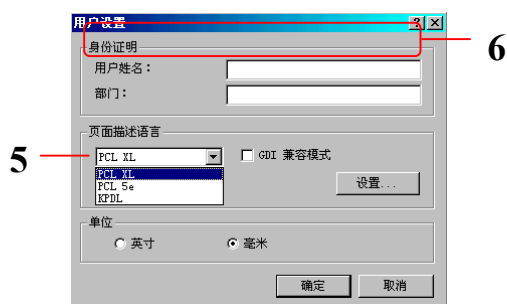 用户设置
6
身份证明
用户姓名：
部门：
页面描述语言
5
PCL XL
GDI 兼容模式
PCL XL
PCL 5e
KPDL
设置...
单位
英寸
毫米
确定
取消